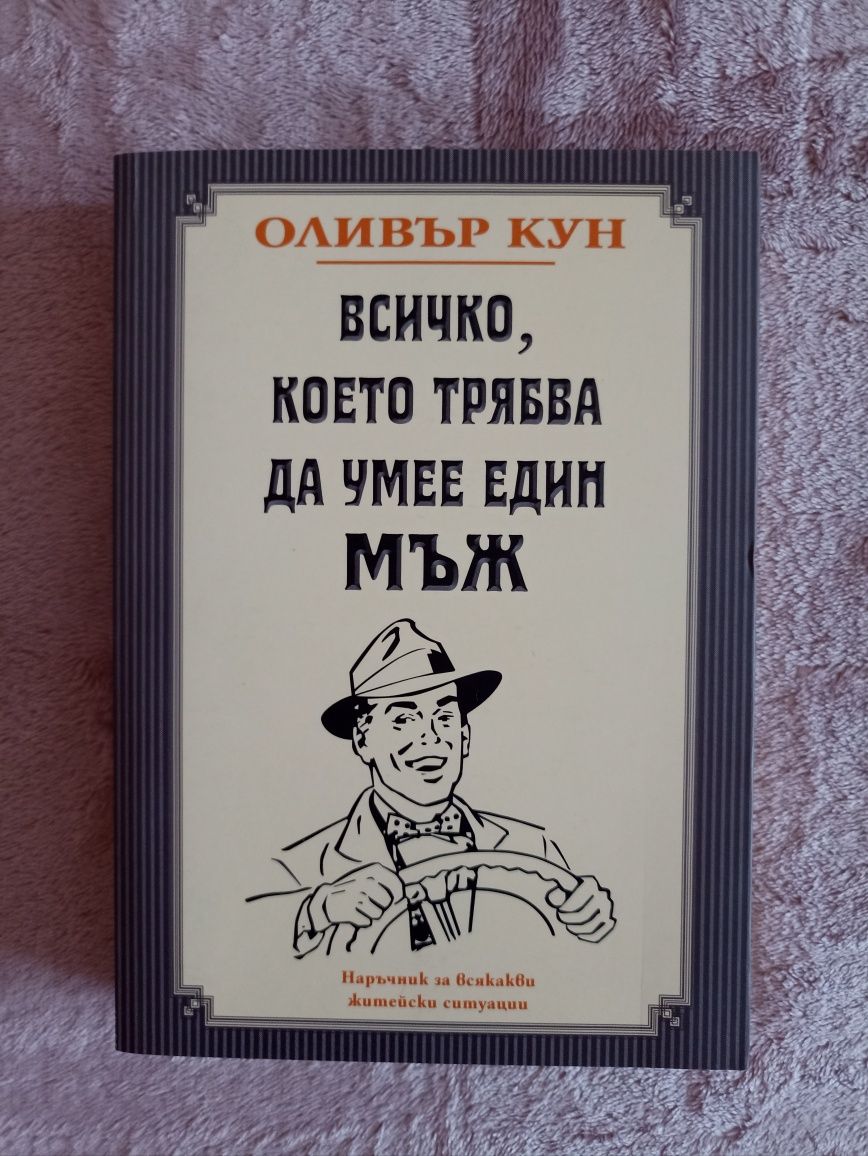 ОЛИВЪР КУН
ВСИЧКО,
КОЕТО ТРЯБВА
ДА УМЕЕ ЕДИН
МЪЖ
Наръчник за всякакви
житейски ситуации